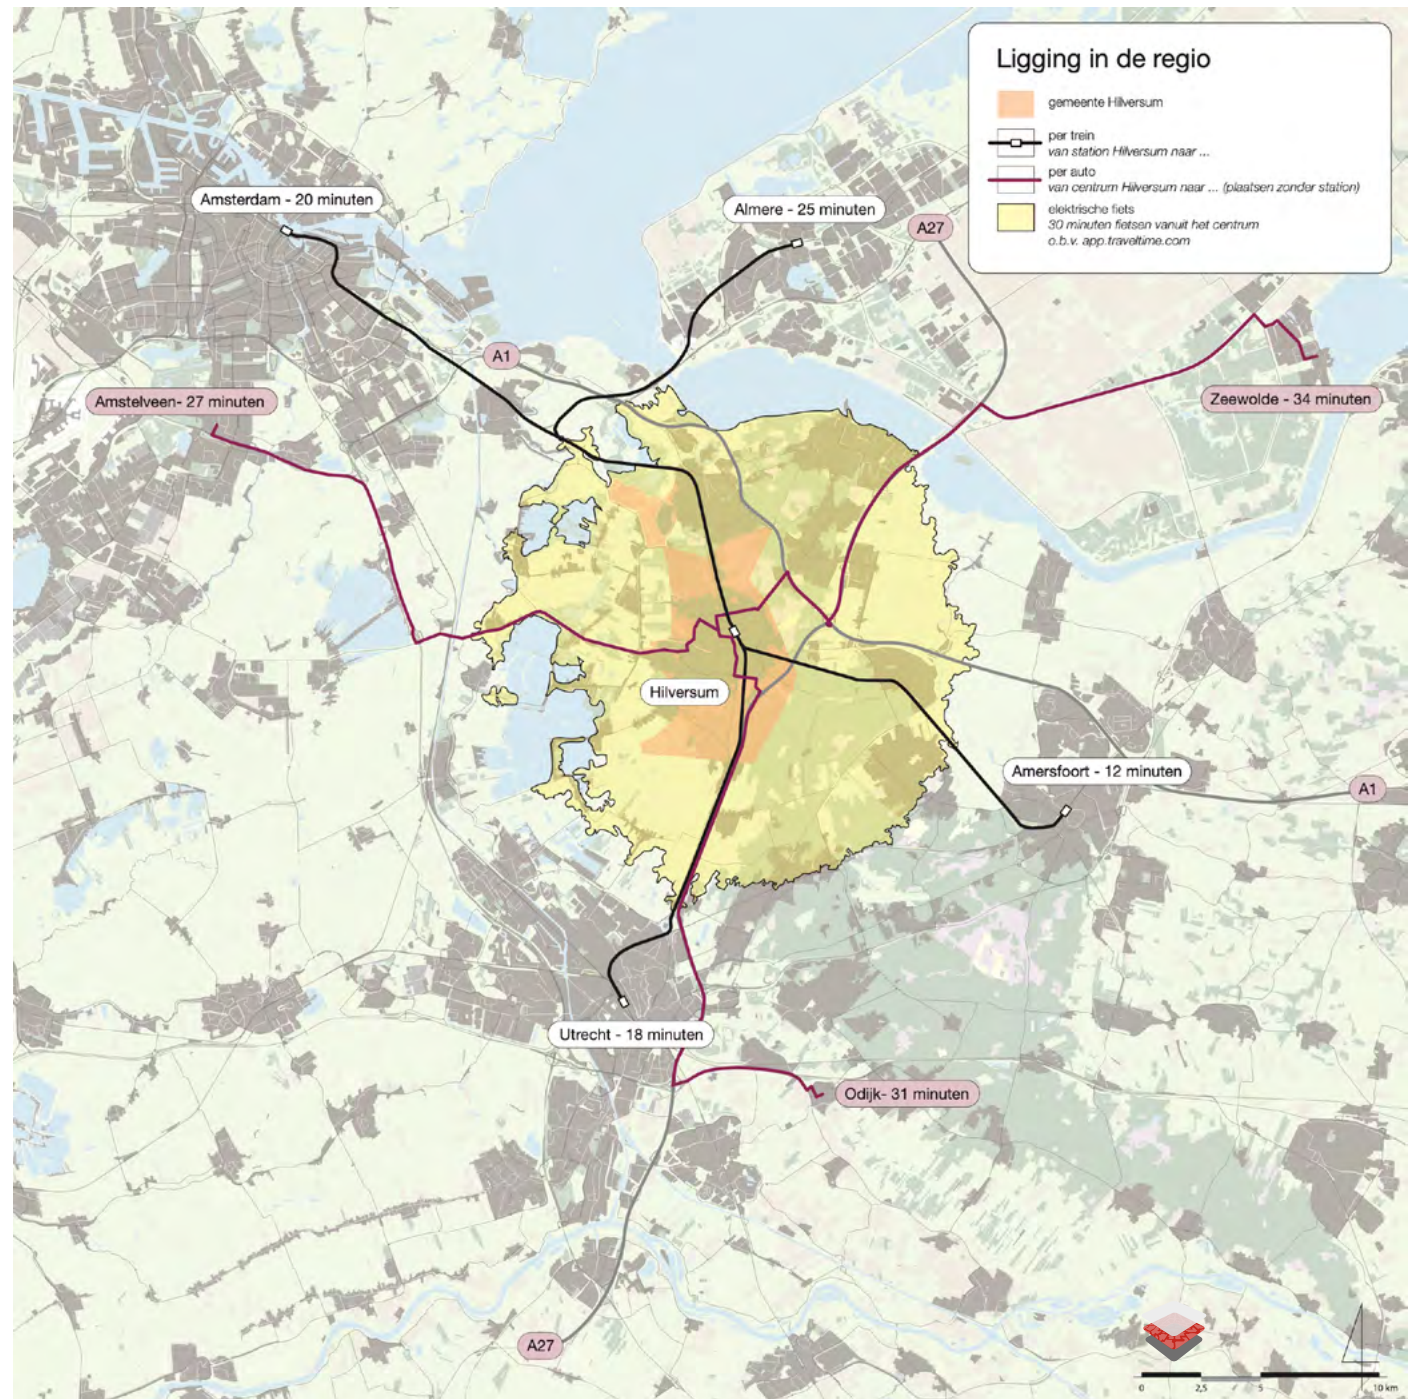 Ligging in de regio
gemeente Hilversum
per trein
van station Hilversum naar ...
per auto
van centrum Hilversum naar ... (plaatsen zonder station)
elektrische fiets
30 minuten fietsen vanuit het centrum
o.b.v. app.traveltime.com
Amsterdam - 20 minuten
Almere - 25 minuten
A27
A1
Amstelveen- 27 minuten
Zeewolde - 34 minuten
Hilversum
Amersfoort - 12 minuten
A1
Utrecht - 18 minuten
Odijk- 31 minuten
A27
0 2,5 5 10 km